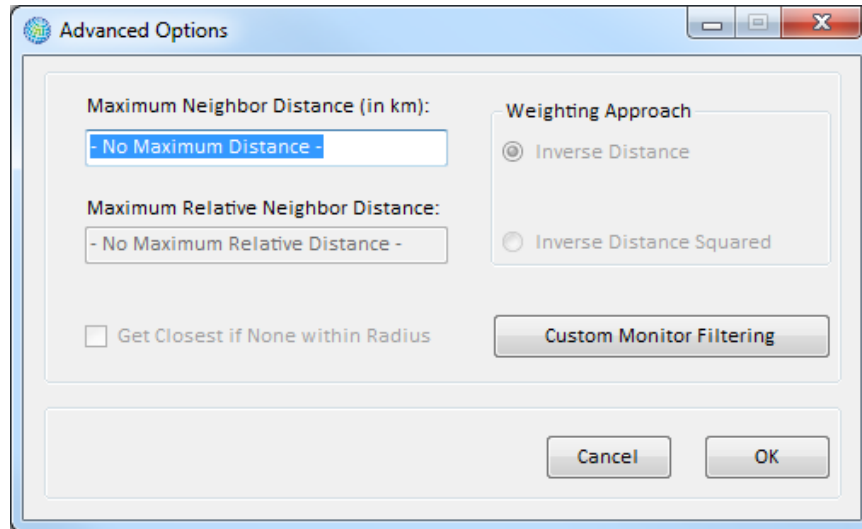 Advanced Options
Maximum Neighbor Distance (in km):
- No Maximum Distance -
Maximum Relative Neighbor Distance:
- No Maximum Relative Distance -
Get Closest if None within Radius
Weighting Approach
Inverse Distance
Inverse Distance Squared
Custom Monitor Filtering
Cancel
OK